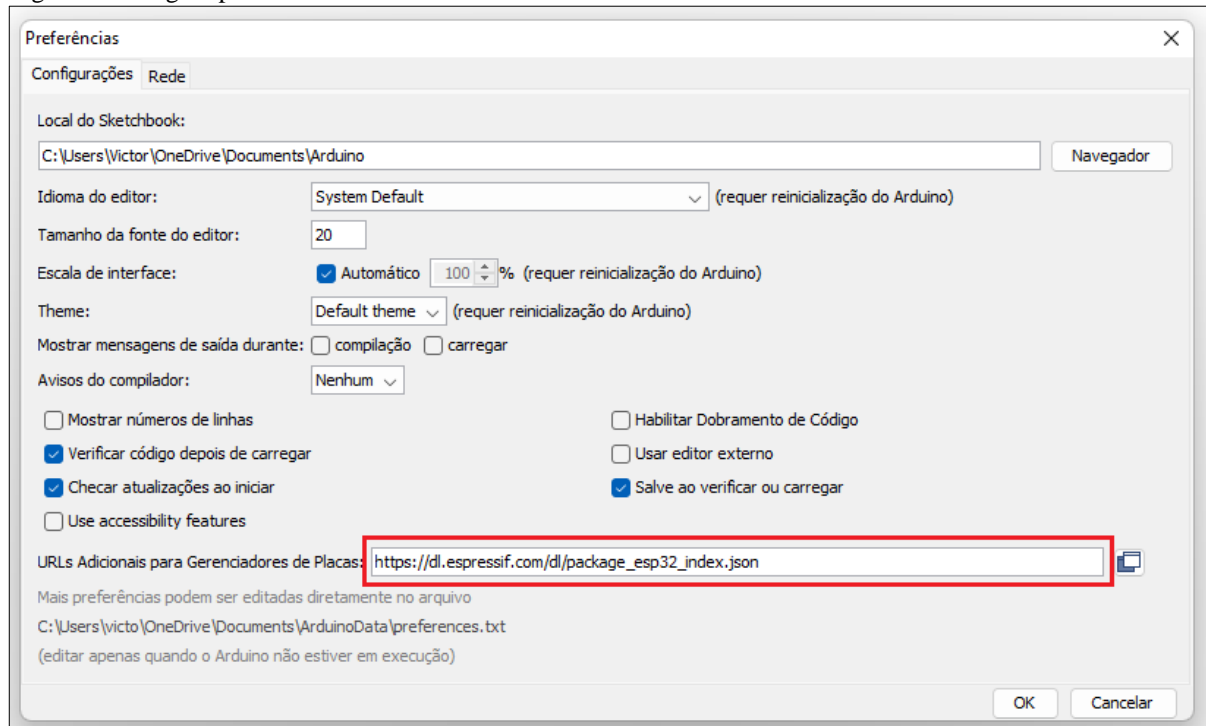 Preferências
Configurações Rede
Local do Sketchbook:
C:\Users\Victor\OneDrive\Documents\Arduino Navegador
Idioma do editor: System Default (requer reinicialização do Arduino)
Tamanho da fonte do editor: 20
Escala de interface: Automático 100 % (requer reinicialização do Arduino)
Theme: Default theme (requer reinicialização do Arduino)
Mostrar mensagens de saída durante: compilação carregar
Avisos do compilador: Nenhum
Mostrar números de linhas Habilitar Dobramento de Código
Verificar código depois de carregar Usar editor externo
Checar atualizações ao iniciar Salve ao verificar ou carregar
Use accessibility features
URLs Adicionais para Gerenciadores de Placas: https://dl.espressif.com/dl/package_esp32_index.json
Mais preferências podem ser editadas diretamente no arquivo
C:\Users\victo\OneDrive\Documents\ArduinoData\preferences.txt
(editar apenas quando o Arduino não estiver em execução)
OK Cancelar